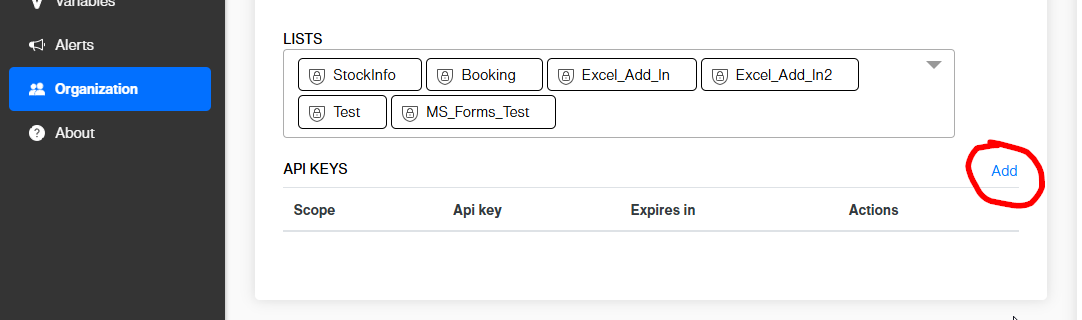 Variables
Alerts
Organization
About
LISTS
StockInfo Booking Excel_Add_In Excel_Add_In2
Test MS_Forms_Test
API KEYS Add
Scope Api key Expires in Actions